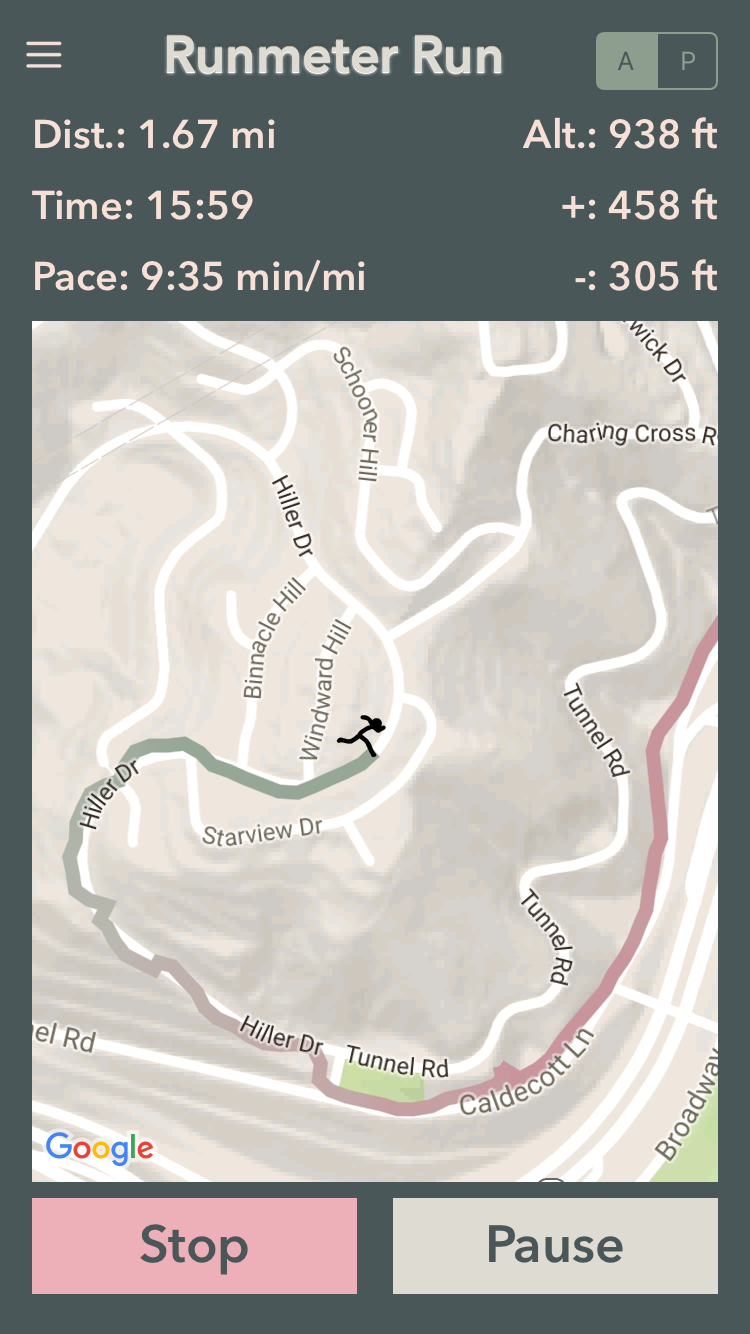 Runmeter Run
A P
Dist.: 1.67 mi
Alt.: 938 ft
Time: 15:59
+: 458 ft
Pace: 9:35 min/mi
-: 305 ft
Schooner Hill
Charing Cross R
Hiller Dr
Binnacle Hill
Windward Hill
Tunnel Rd
Hiller Dr
Starview Dr
Tunnel Rd
Hiller Dr
Tunnel Rd
Caldecott Ln
Broadway
Google
Stop
Pause